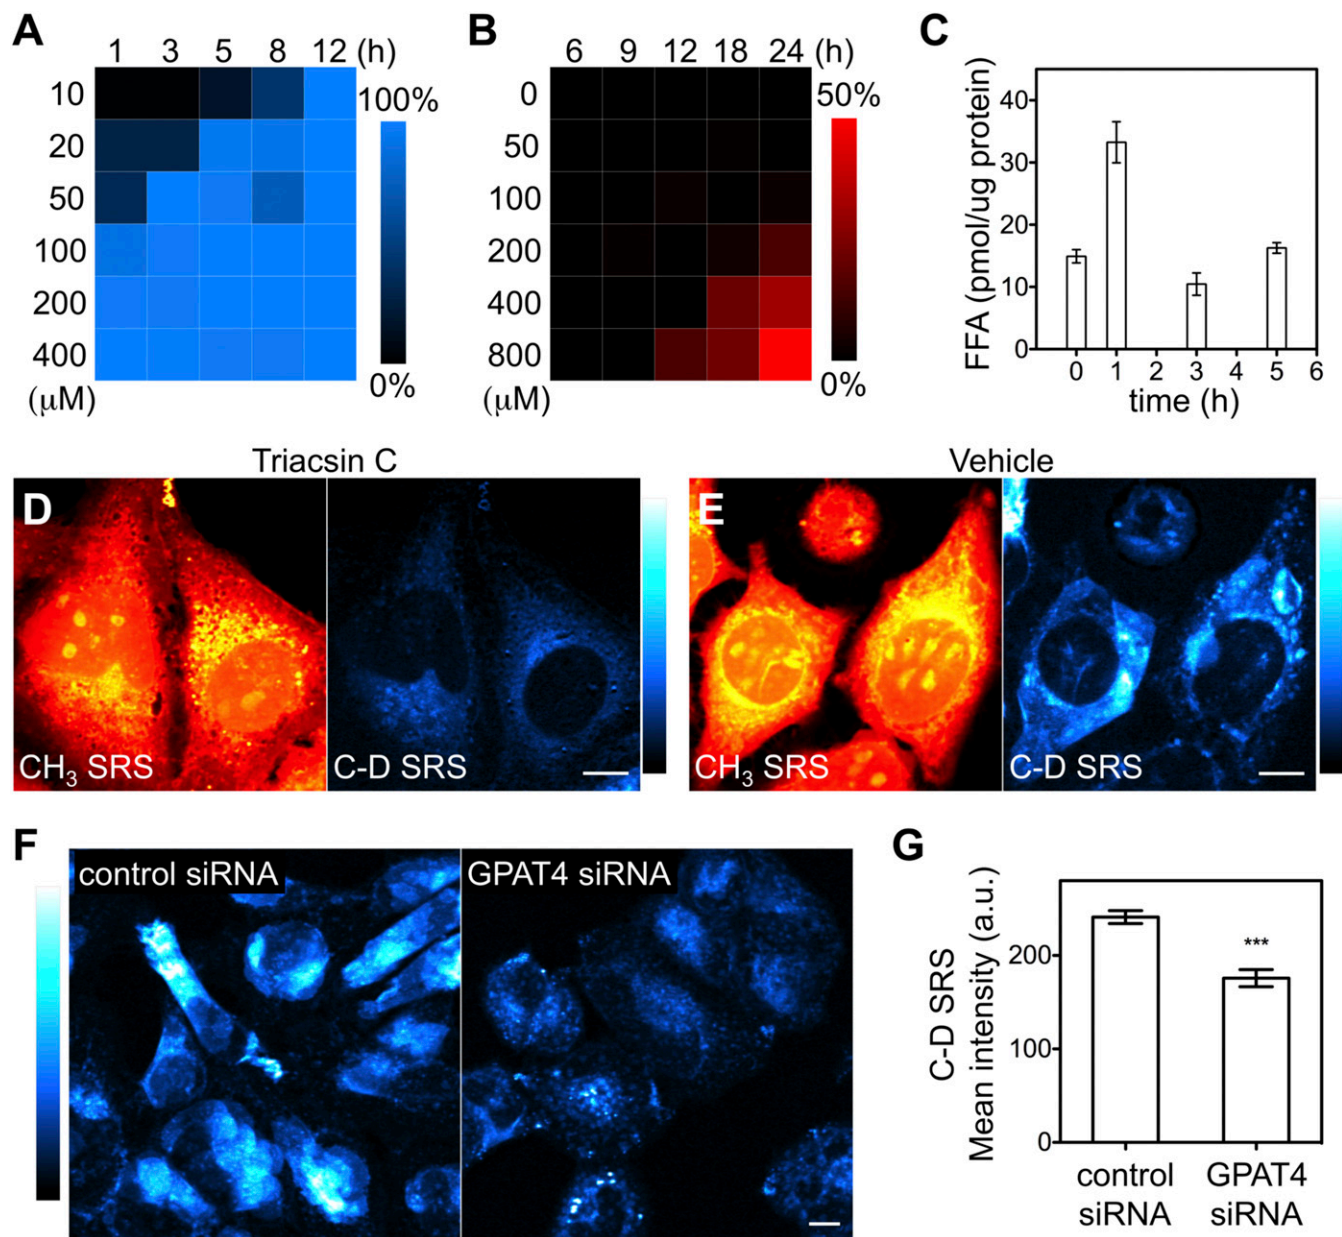 A
1 3 5 8 12 (h)
10
20
50
100
200
400
(μM)
100%
0%
B
6 9 12 18 24 (h)
0
50
100
200
400
800
50%
0%
C
FFA (pmol/ug protein)
40
30
20
10
0
0 1 2 3 4 5 6
time (h)
Triacsin C
D
CH₃ SRS
C-D SRS
Vehicle
E
CH₃ SRS
C-D SRS
F
control siRNA
GPAT4 siRNA
G
C-D SRS
Mean intensity (a.u.)
200
100
0
***
control
siRNA
GPAT4
siRNA